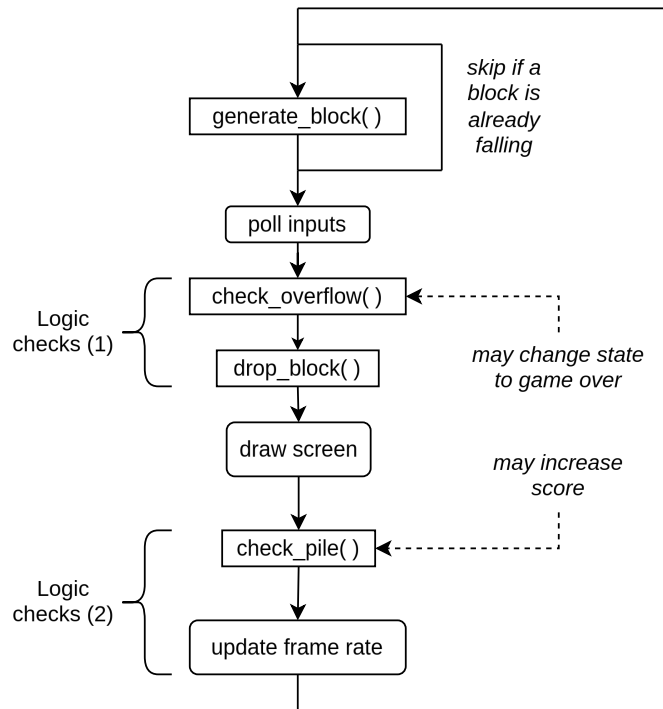 skip if a
block is
already
falling
generate_block( )
poll inputs
check_overflow( )
Logic
checks (1)
drop_block( )
may change state
to game over
draw screen
may increase
score
check_pile( )
Logic
checks (2)
update frame rate